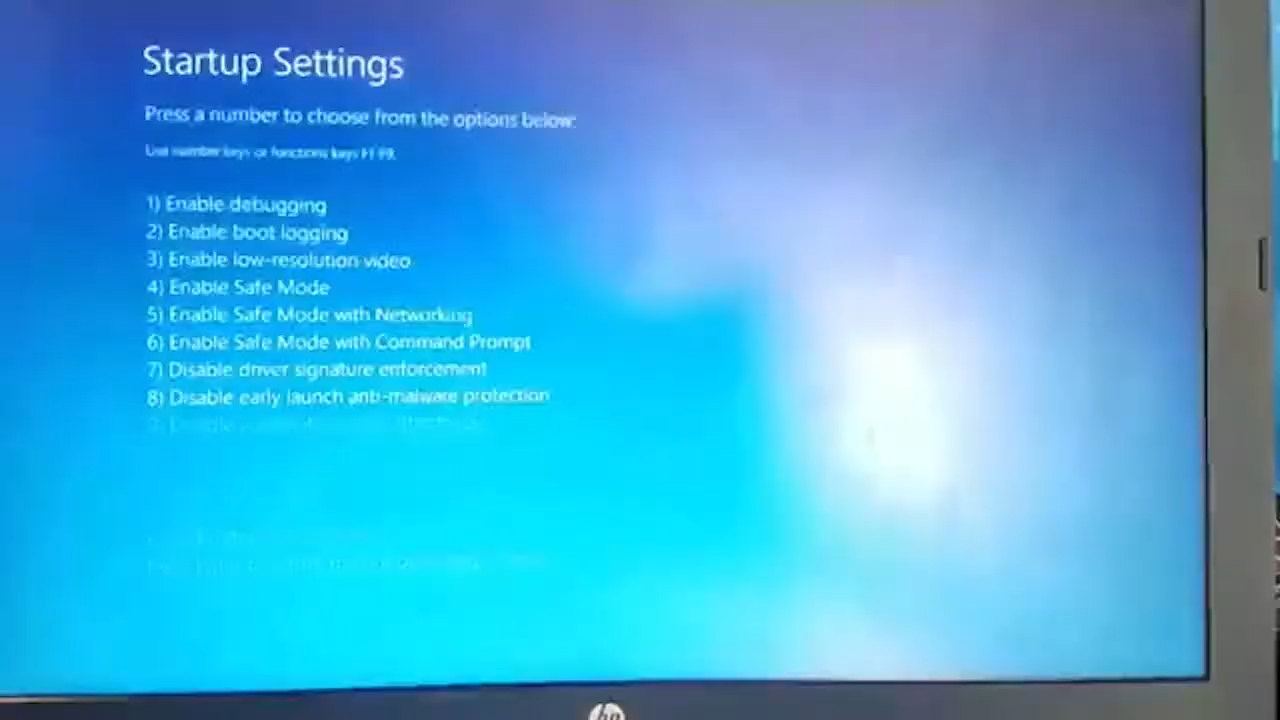 Startup Settings
Press a number to choose from the options below:
Use number keys or functions keys F1-F9.
1) Enable debugging
2) Enable boot logging
3) Enable low-resolution video
4) Enable Safe Mode
5) Enable Safe Mode with Networking
6) Enable Safe Mode with Command Prompt
7) Disable driver signature enforcement
8) Disable early launch anti-malware protection
hp